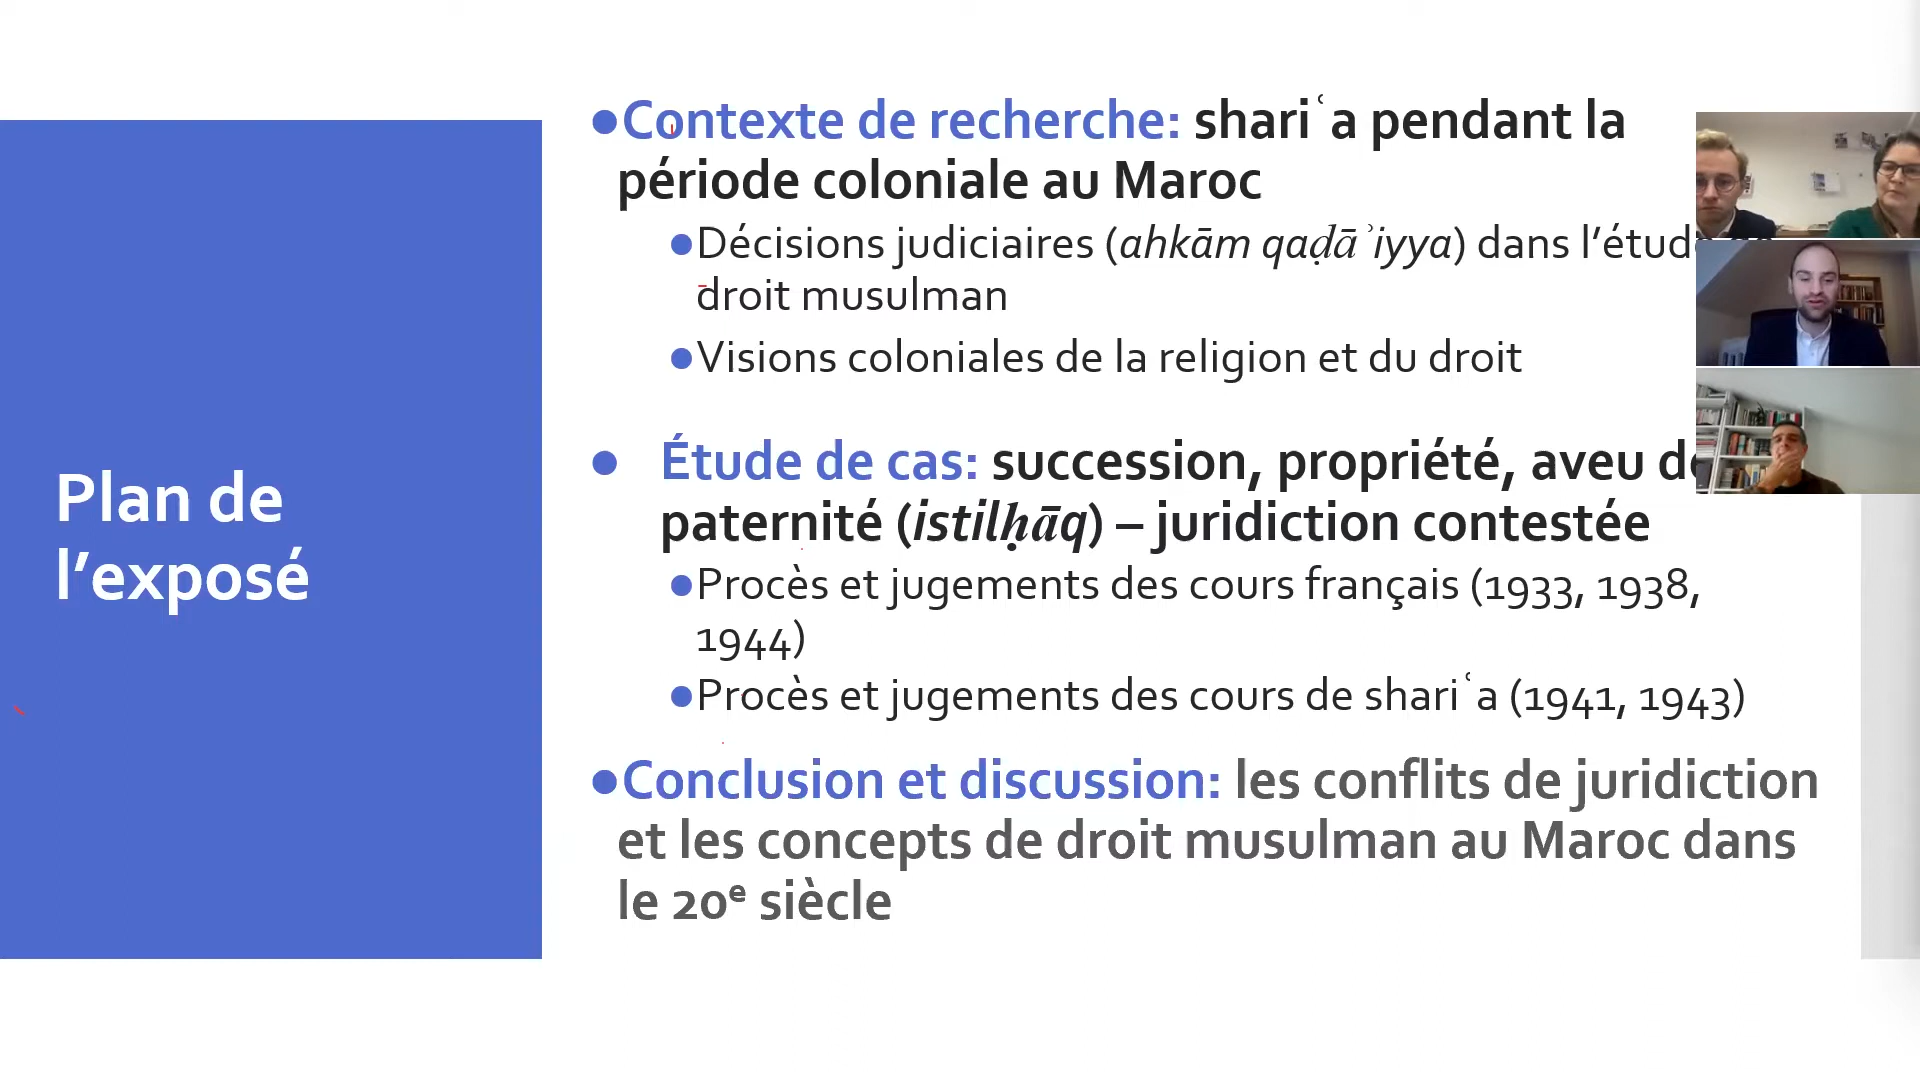 Plan de
l’exposé
●Contexte de recherche: shariʿa pendant la
période coloniale au Maroc
●Décisions judiciaires (ahkām qaḍāʾiyya) dans l’étude
droit musulman
●Visions coloniales de la religion et du droit
● Étude de cas: succession, propriété, aveu de
paternité (istilḥāq) – juridiction contestée
●Procès et jugements des cours français (1933, 1938,
1944)
●Procès et jugements des cours de shariʿa (1941, 1943)
●Conclusion et discussion: les conflits de juridiction
et les concepts de droit musulman au Maroc dans
le 20e siècle